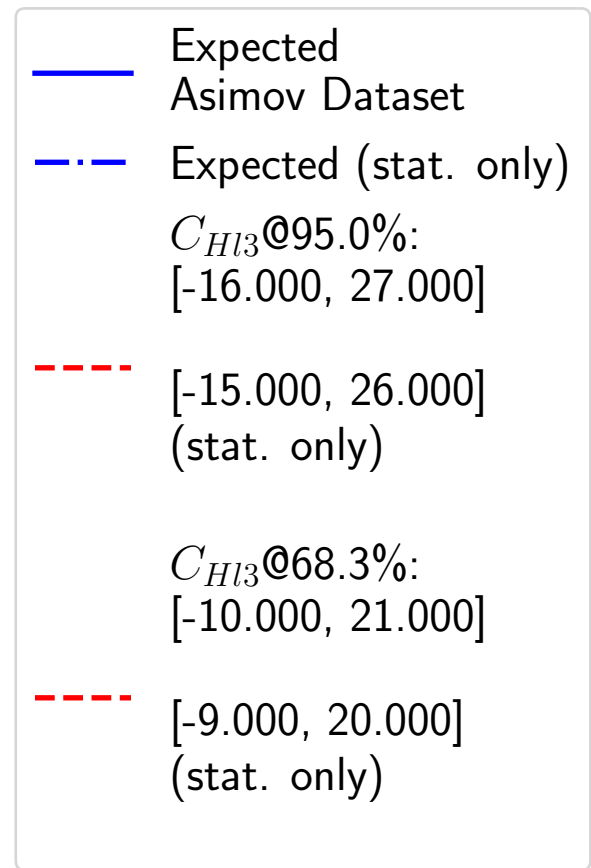 Expected
Asimov Dataset
Expected (stat. only)
$C_{Hl3}$@95.0%:
[-16.000, 27.000]
[-15.000, 26.000]
(stat. only)
$C_{Hl3}$@68.3%:
[-10.000, 21.000]
[-9.000, 20.000]
(stat. only)